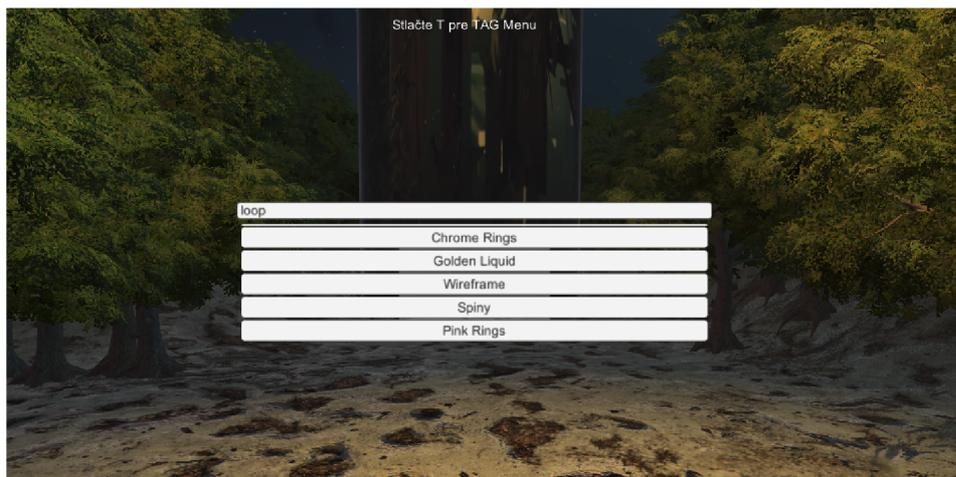 Stlačte T pre TAG Menu
loop
Chrome Rings
Golden Liquid
Wireframe
Spiny
Pink Rings